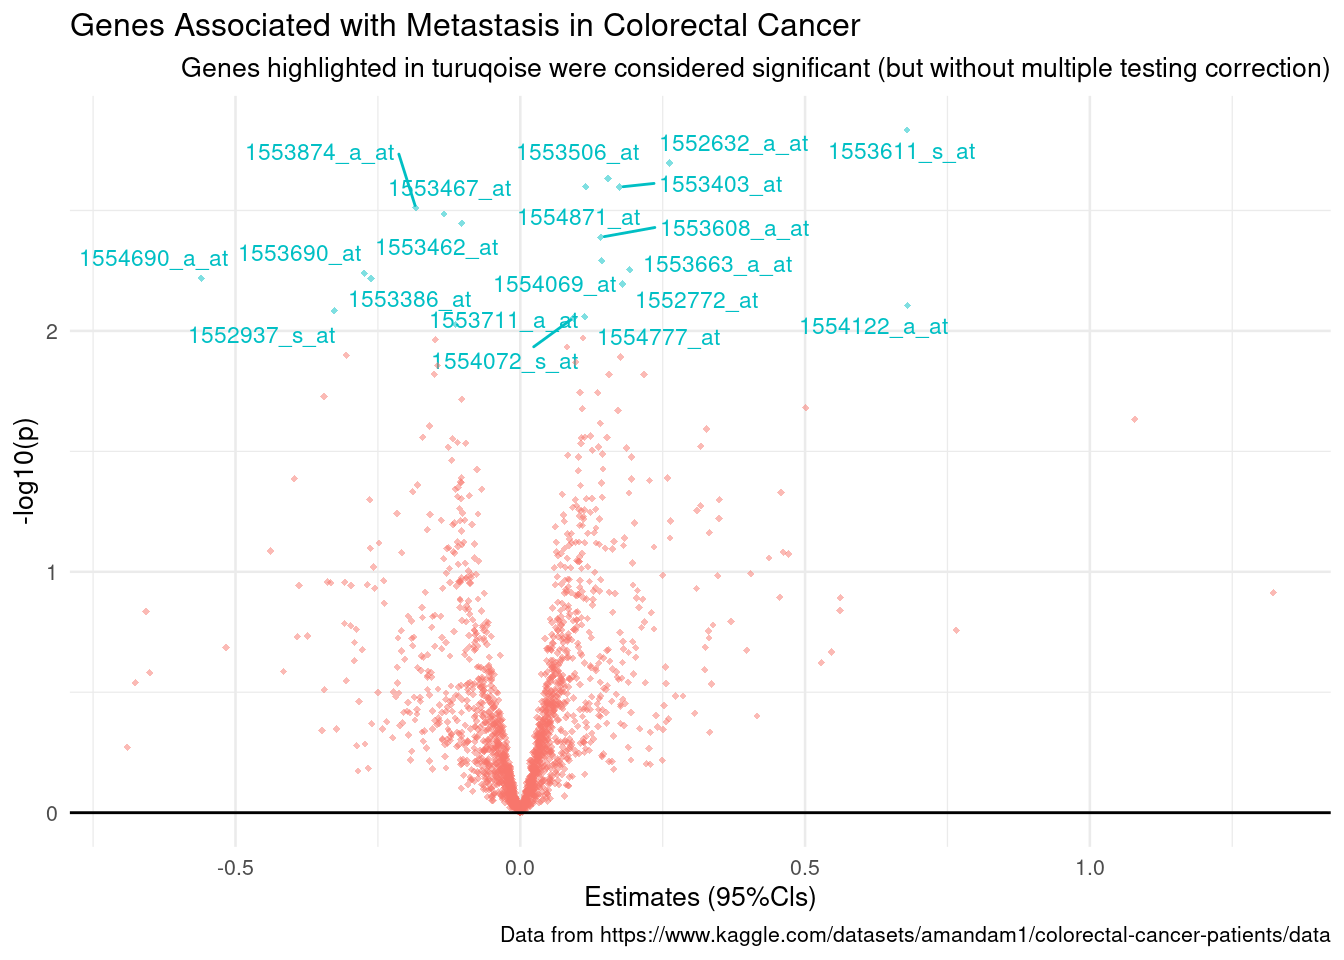 Genes Associated with Metastasis in Colorectal Cancer
Genes highlighted in turuqoise were considered significant (but without multiple testing correction)
1553874_a_at
1553506_at
1552632_a_at
1553611_s_at
1553467_at
1553403_at
1554871_at
1553608_a_at
1554690_a_at
1553690_at
1553462_at
1553663_a_at
1554069_at
1553386_at
1552772_at
1552937_s_at
1553711_a_at
1554777_at
1554122_a_at
1554072_s_at
-log10(p)
2
1
0
-0.5
0.0
0.5
1.0
Estimates (95%CIs)
Data from https://www.kaggle.com/datasets/amandam1/colorectal-cancer-patients/data